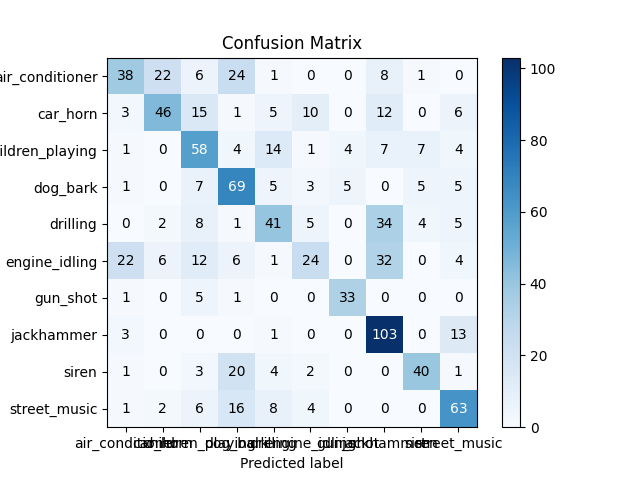 Confusion Matrix
air_conditioner 38 22 6 24 1 0 0 8 1 0
car_horn 3 46 15 1 5 10 0 12 0 6
ildren_playing 1 0 58 4 14 1 4 7 7 4
dog_bark 1 0 7 69 5 3 5 0 5 5
drilling 0 2 8 1 41 5 0 34 4 5
engine_idling 22 6 12 6 1 24 0 32 0 4
gun_shot 1 0 5 1 0 0 33 0 0 0
jackhammer 3 0 0 0 1 0 0 103 0 13
siren 1 0 3 20 4 2 0 0 40 1
street_music 1 2 6 16 8 4 0 0 0 63
street_music
Predicted label
100
80
60
40
20
0